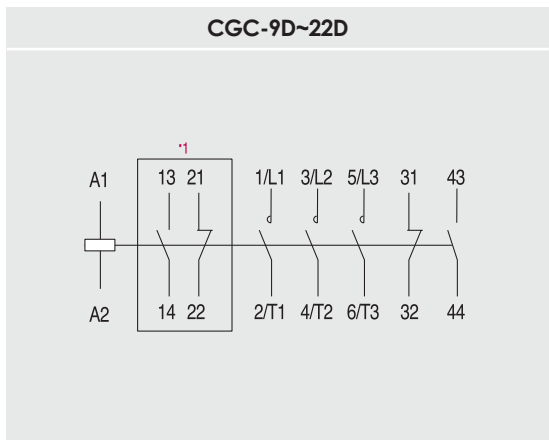 CGC-9D~22D
*1
A1 13 21 1/L1 3/L2 5/L3 31 43
A2 14 22 2/T1 4/T2 6/T3 32 44